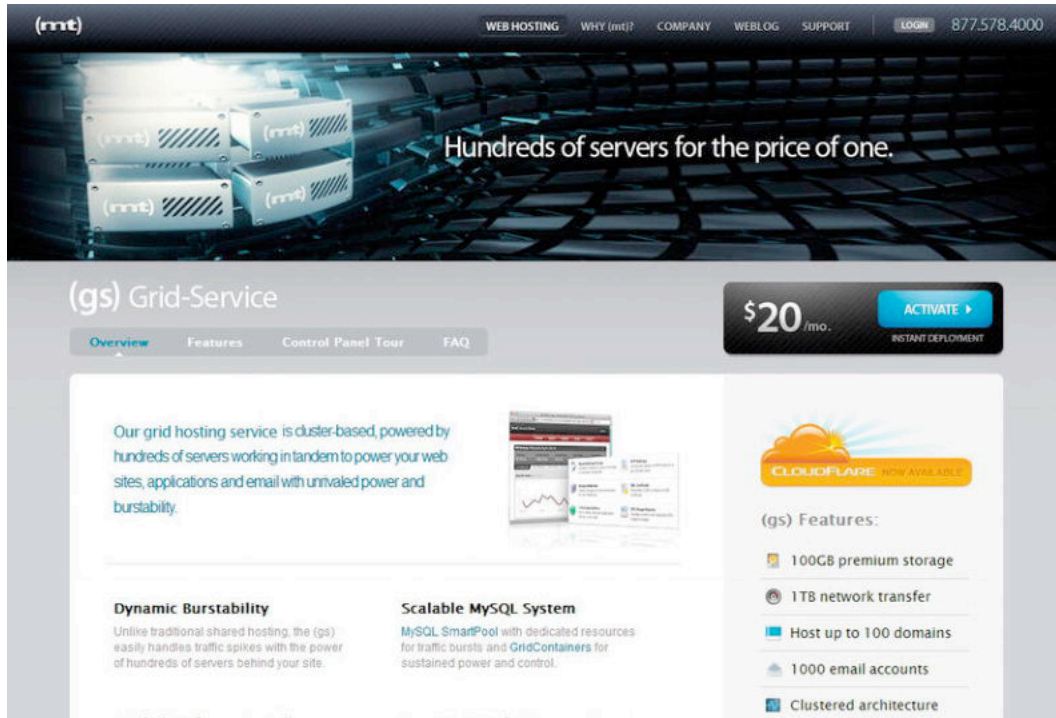 (mt)
WEB HOSTING WHY (mt)? COMPANY WEBLOG SUPPORT LOGIN 877.578.4000
(mt) (mt)
(mt) (mt)
Hundreds of servers for the price of one.
(gs) Grid-Service
$20/mo. ACTIVATE
INSTANT DEPLOYMENT
Overview Features Control Panel Tour FAQ
Our grid hosting service is cluster-based, powered by
hundreds of servers working in tandem to power your web
sites, applications and email with unrivaled power and
burstability.
Dynamic Burstability
Unlike traditional shared hosting, the (gs)
easily handles traffic spikes with the power
of hundreds of servers behind your site.
Scalable MySQL System
MySQL SmartPool with dedicated resources
for traffic bursts and GridContainers for
sustained power and control.
CLOUDFLARE NOW AVAILABLE
(gs) Features:
100GB premium storage
1TB network transfer
Host up to 100 domains
1000 email accounts
Clustered architecture